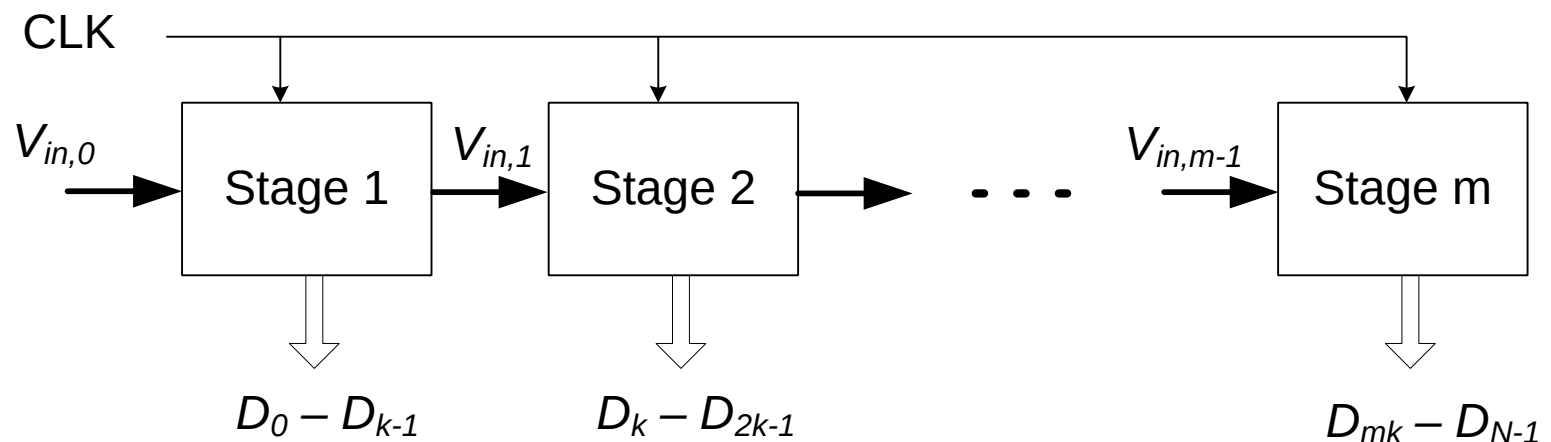 CLK
V_in,0
V_in,1
V_in,m-1
Stage 1
Stage 2
Stage m
D_0 – D_k-1
D_k – D_2k-1
D_mk – D_N-1